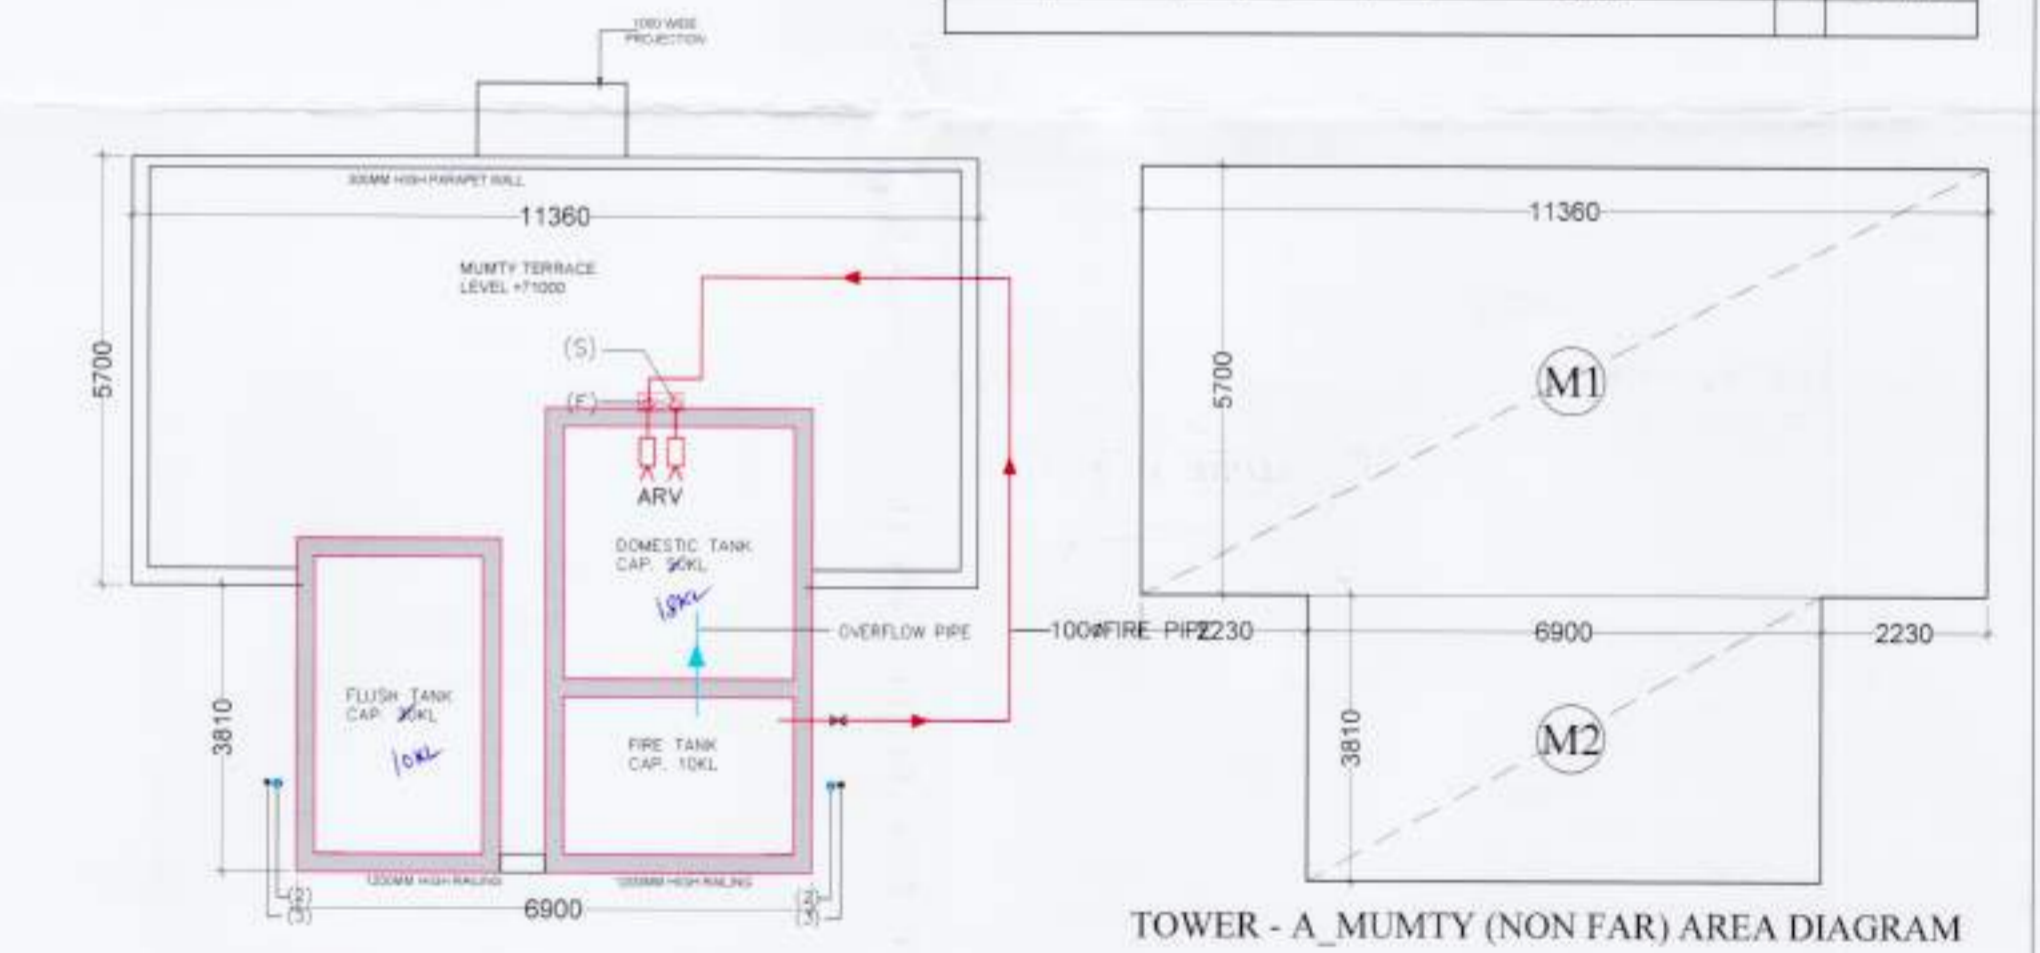 1000 WIDE
PROJECTION
300MM HIGH PARAPET WALL
11360
MUMTY TERRACE
LEVEL +71000
5700
(S)
(F)
ARV
DOMESTIC TANK
CAP.
18KL
OVERFLOW PIPE
100ØFIRE PIPE
FLUSH TANK
CAP.
10KL
FIRE TANK
CAP. 10KL
3810
1200MM HIGH RAILING
1200MM HIGH RAILING
6900
(2)
(3)
(2)
(3)
11360
5700
M1
2230
6900
2230
3810
M2
TOWER - A_MUMTY (NON FAR) AREA DIAGRAM